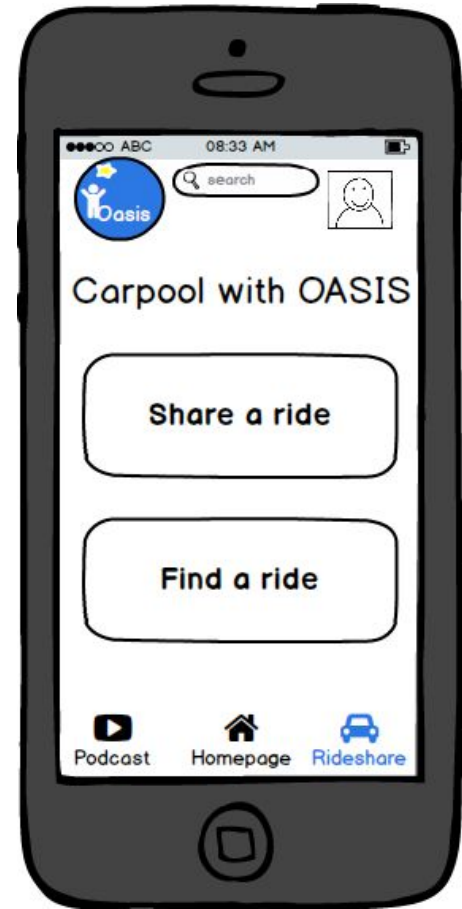 ABC 08:33 AM
Oasis
search
Carpool with OASIS
Share a ride
Find a ride
Podcast Homepage Rideshare